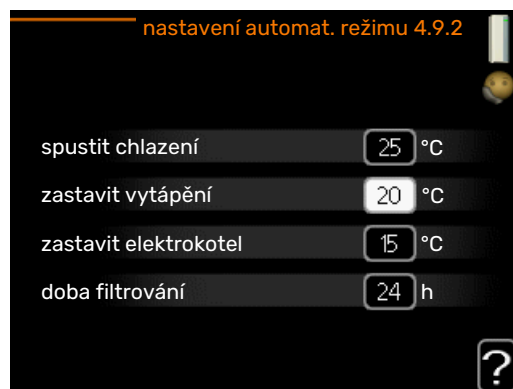 nastavení automat. režimu 4.9.2
spustit chlazení 25 °C
zastavit vytápění 20 °C
zastavit elektrokotel 15 °C
doba filtrování 24 h
?